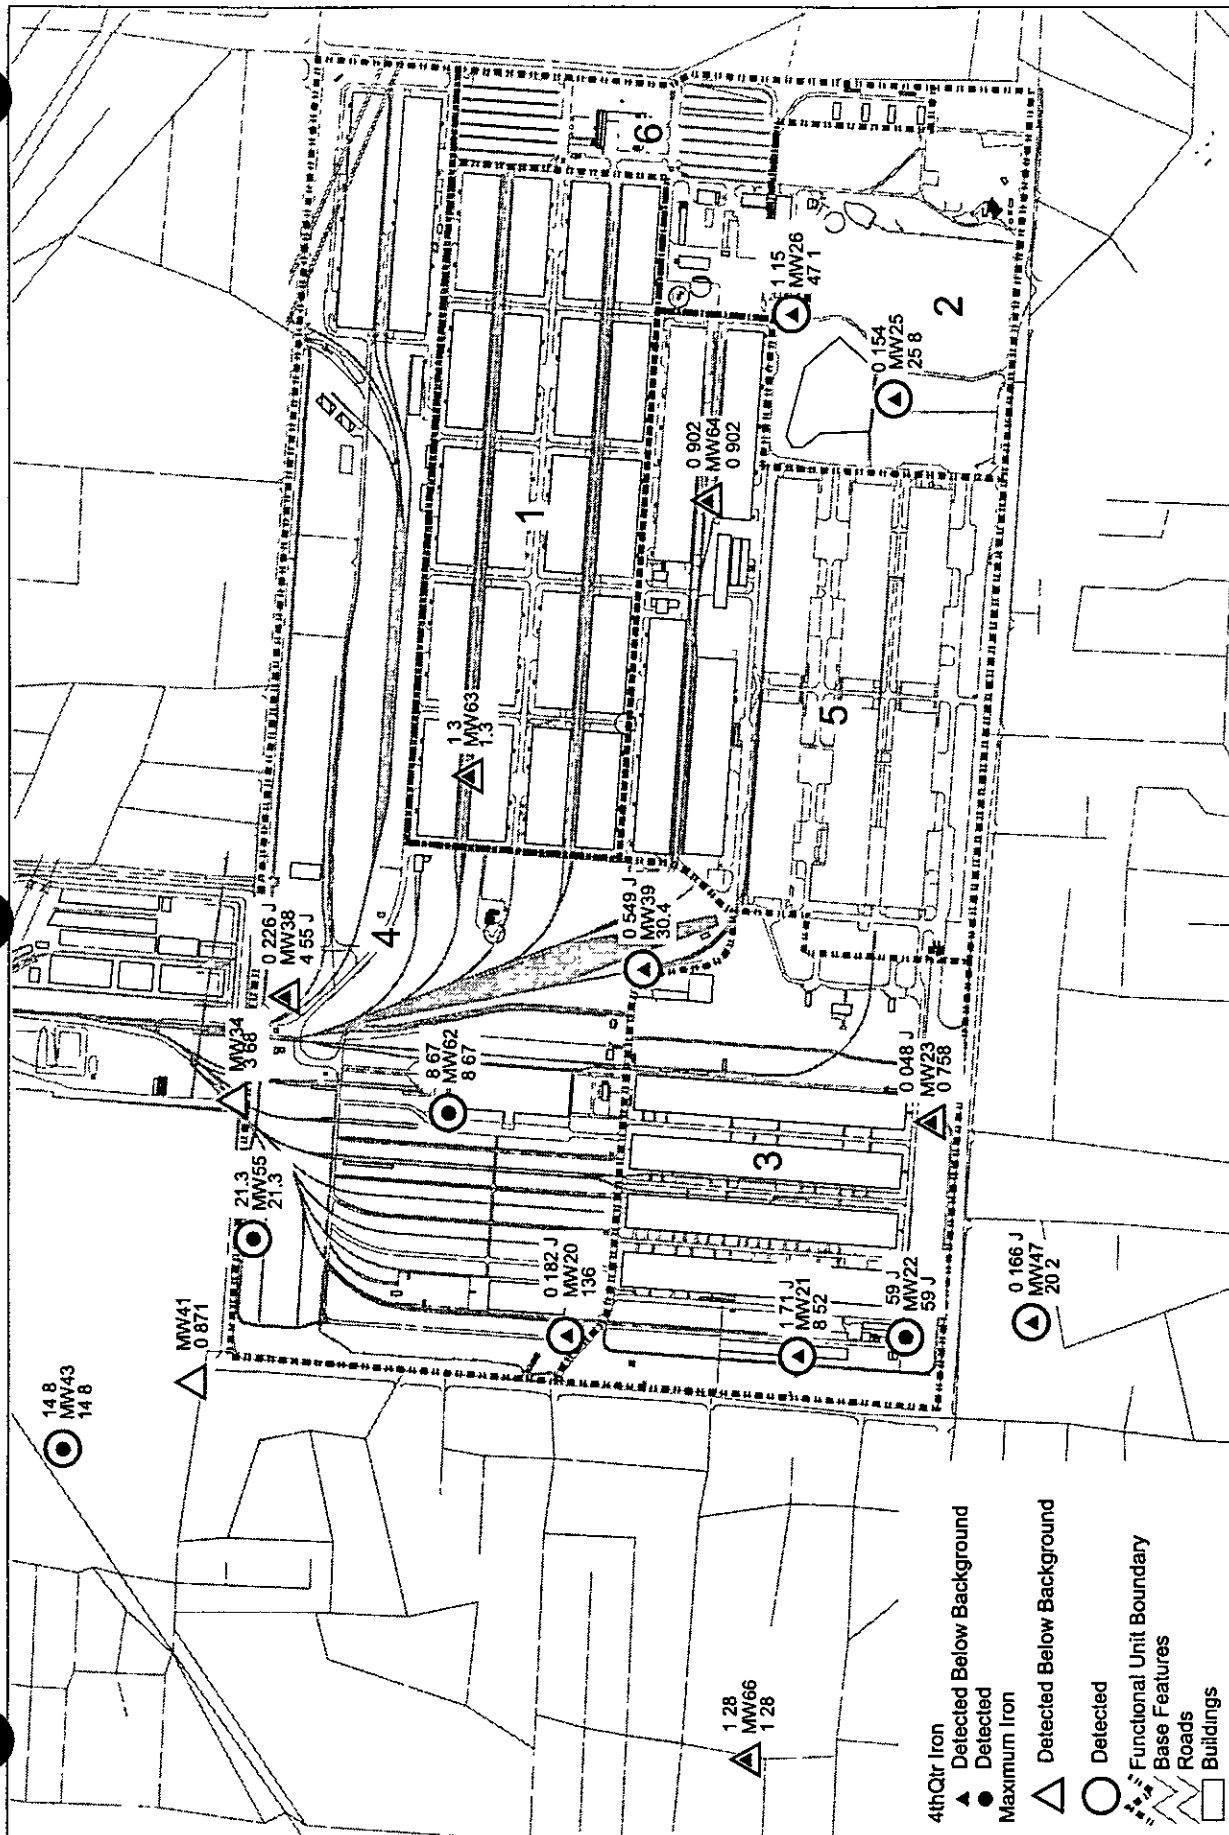 14 8
MW43
14 8
MW41
0 871
21.3
MW55
21.3
MW34
3 68
0 226 J
MW38
4 55 J
4
8 67
MW62
8 67
1 3
MW63
1.3
1
6
0 182 J
MW20
136
0 549 J
MW39
30.4
0 902
MW64
0 902
1 15
MW26
47 1
0 154
MW25
25 8
2
5
3
1 71 J
MW21
8 52
59 J
MW22
59 J
0 048 J
MW23
0 758
0 166 J
MW47
20 2
1 28
MW66
1 28
4thQtr Iron
Detected Below Background
Detected
Maximum Iron
Detected Below Background
Detected
Functional Unit Boundary
Base Features
Roads
Buildings